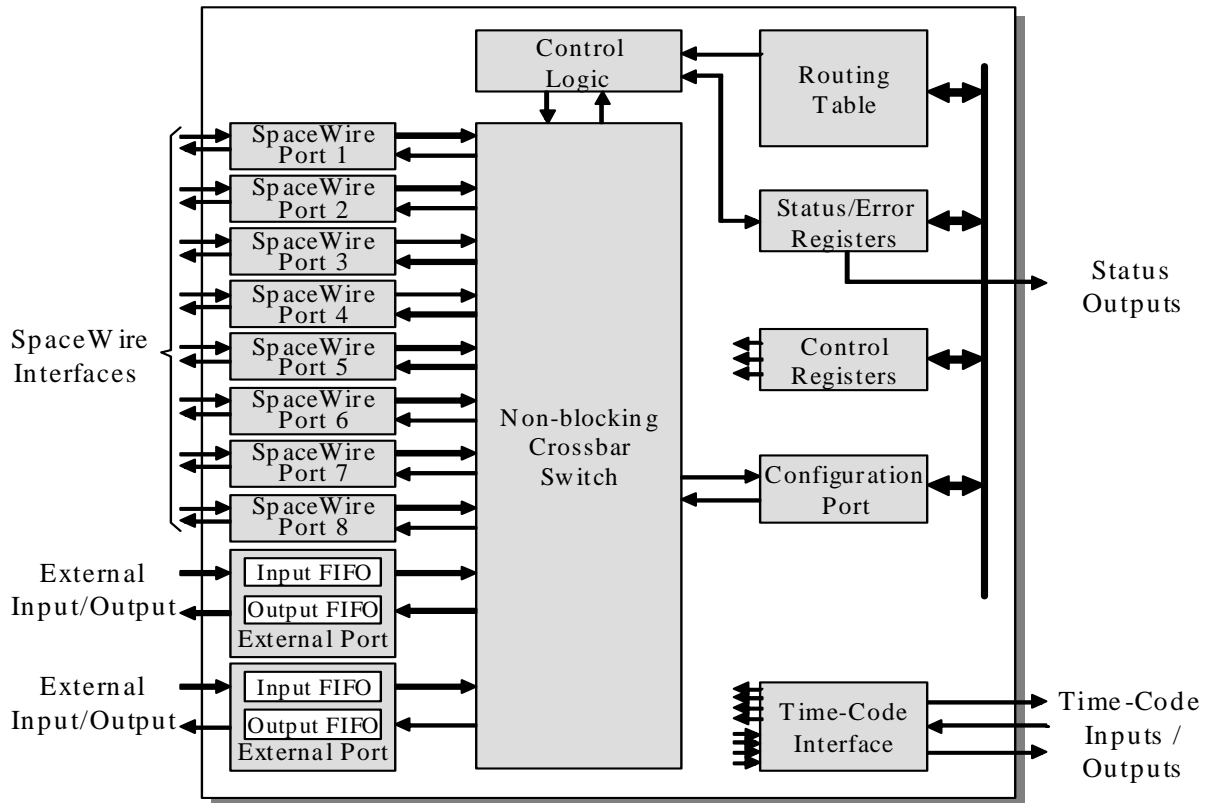 Control
Logic
Routing
Table
SpaceWire
Port 1
SpaceWire
Port 2
SpaceWire
Port 3
SpaceWire
Port 4
SpaceWire
Port 5
SpaceWire
Port 6
SpaceWire
Port 7
SpaceWire
Port 8
SpaceWire
Interfaces
Non-blocking
Crossbar
Switch
Status/Error
Registers
Status
Outputs
Control
Registers
Configuration
Port
External
Input/Output
Input FIFO
Output FIFO
External Port
External
Input/Output
Input FIFO
Output FIFO
External Port
Time-Code
Interface
Time-Code
Inputs /
Outputs